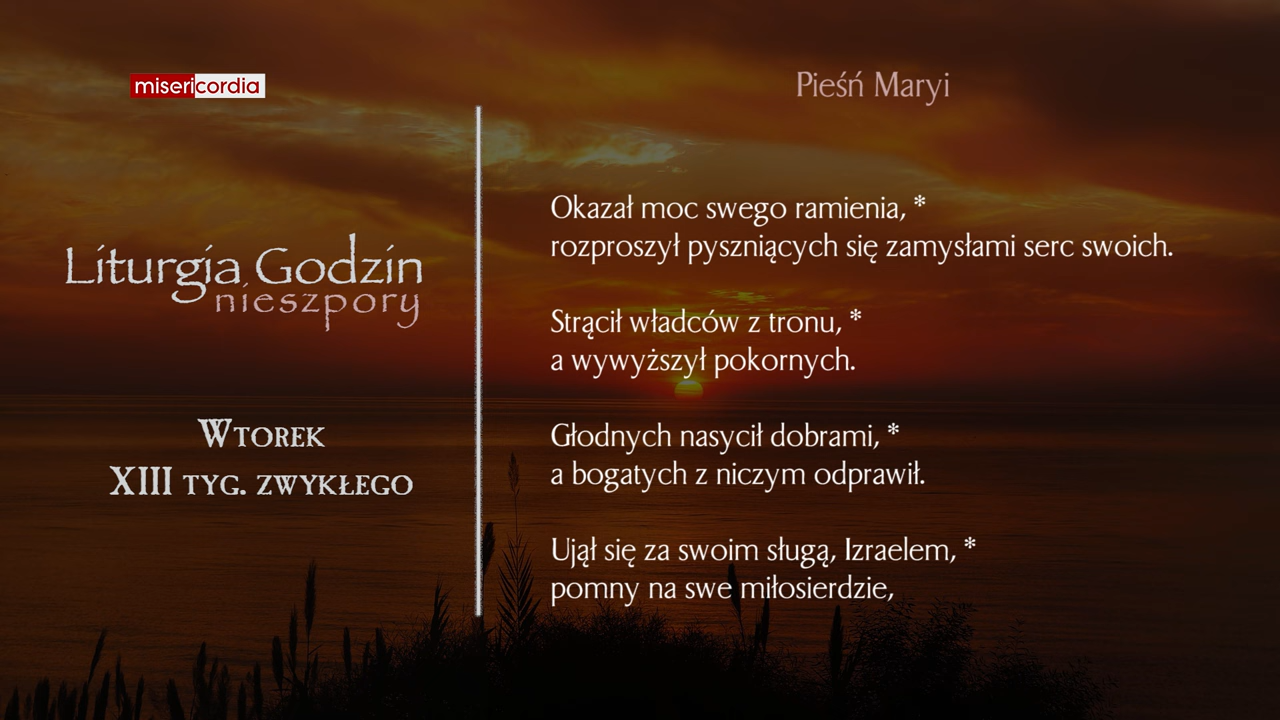 misericordia
Liturgia Godzin
nieszpory
Wtorek
XIII tyg. zwykłego
Pieśń Maryi
Okazał moc swego ramienia, *
rozproszył pyszniących się zamysłami serc swoich.
Strącił władców z tronu, *
a wywyższył pokornych.
Głodnych nasycił dobrami, *
a bogatych z niczym odprawił.
Ujął się za swoim sługą, Izraelem, *
pomny na swe miłosierdzie,